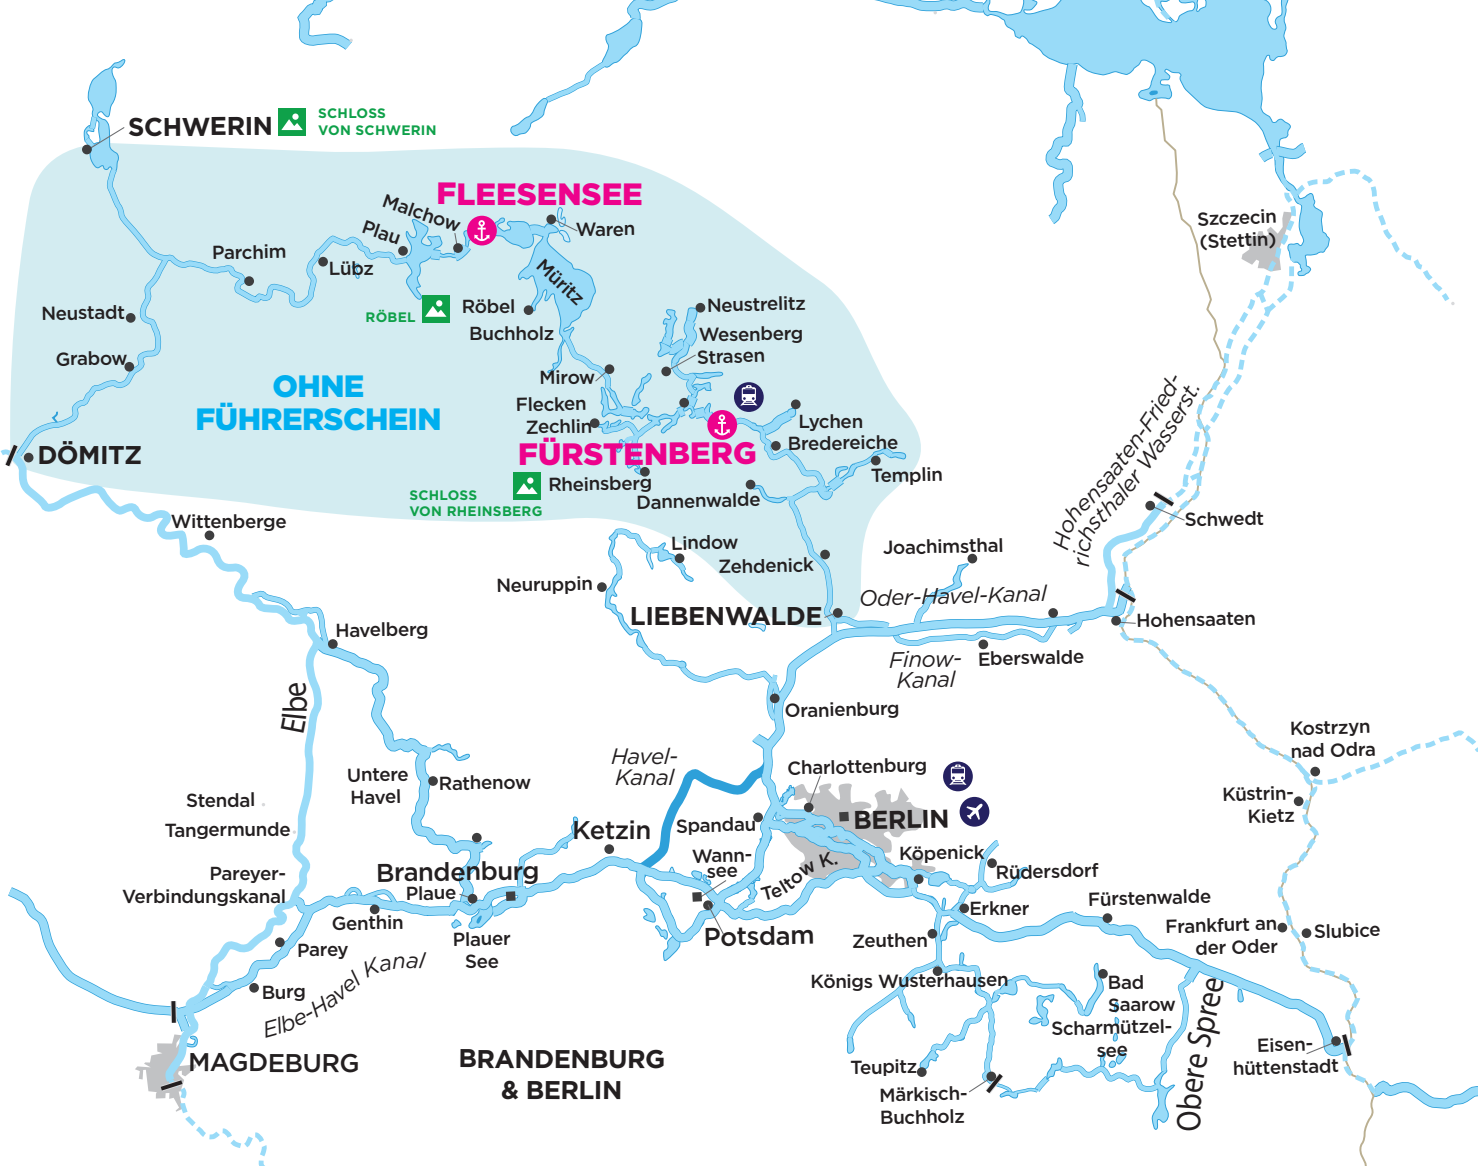 SCHWERIN
SCHLOSS
VON SCHWERIN
FLEESENSEE
Malchow
Plau
Waren
Parchim
Lübz
Müritz
Szczecin
(Stettin)
RÖBEL
Röbel
Buchholz
Neustrelitz
Wesenberg
Strasen
Neustadt
Grabow
Mirow
OHNE
FÜHRERSCHEIN
Flecken
Zechlin
Lychen
Bredereiche
FÜRSTENBERG
DÖMITZ
Templin
Rheinsberg
SCHLOSS
VON RHEINSBERG
Dannenwalde
Hohensaaten-Fried-
richsthaler Wasserst.
Schwedt
Wittenberge
Lindow
Zehdenick
Joachimsthal
Neuruppin
Oder-Havel-Kanal
LIEBENWALDE
Hohensaaten
Havelberg
Finow-
Kanal
Eberswalde
Elbe
Oranienburg
Kostrzyn
nad Odra
Havel-
Kanal
Charlottenburg
Untere
Havel
Rathenow
Küstrin-
Kietz
Stendal
Tangermunde
Ketzin
Spandau
BERLIN
Wann-
see
Teltow K.
Köpenick
Rüdersdorf
Pareyer-
Verbindungskanal
Brandenburg
Plaue
Genthin
Erkner
Fürstenwalde
Frankfurt an
der Oder
Slubice
Potsdam
Zeuthen
Parey
Plauer
See
Elbe-Havel Kanal
Burg
Königs Wusterhausen
Bad
Saarow
Scharmützel-
see
Obere Spree
Eisen-
hüttenstadt
MAGDEBURG
BRANDENBURG
& BERLIN
Teupitz
Märkisch-
Buchholz